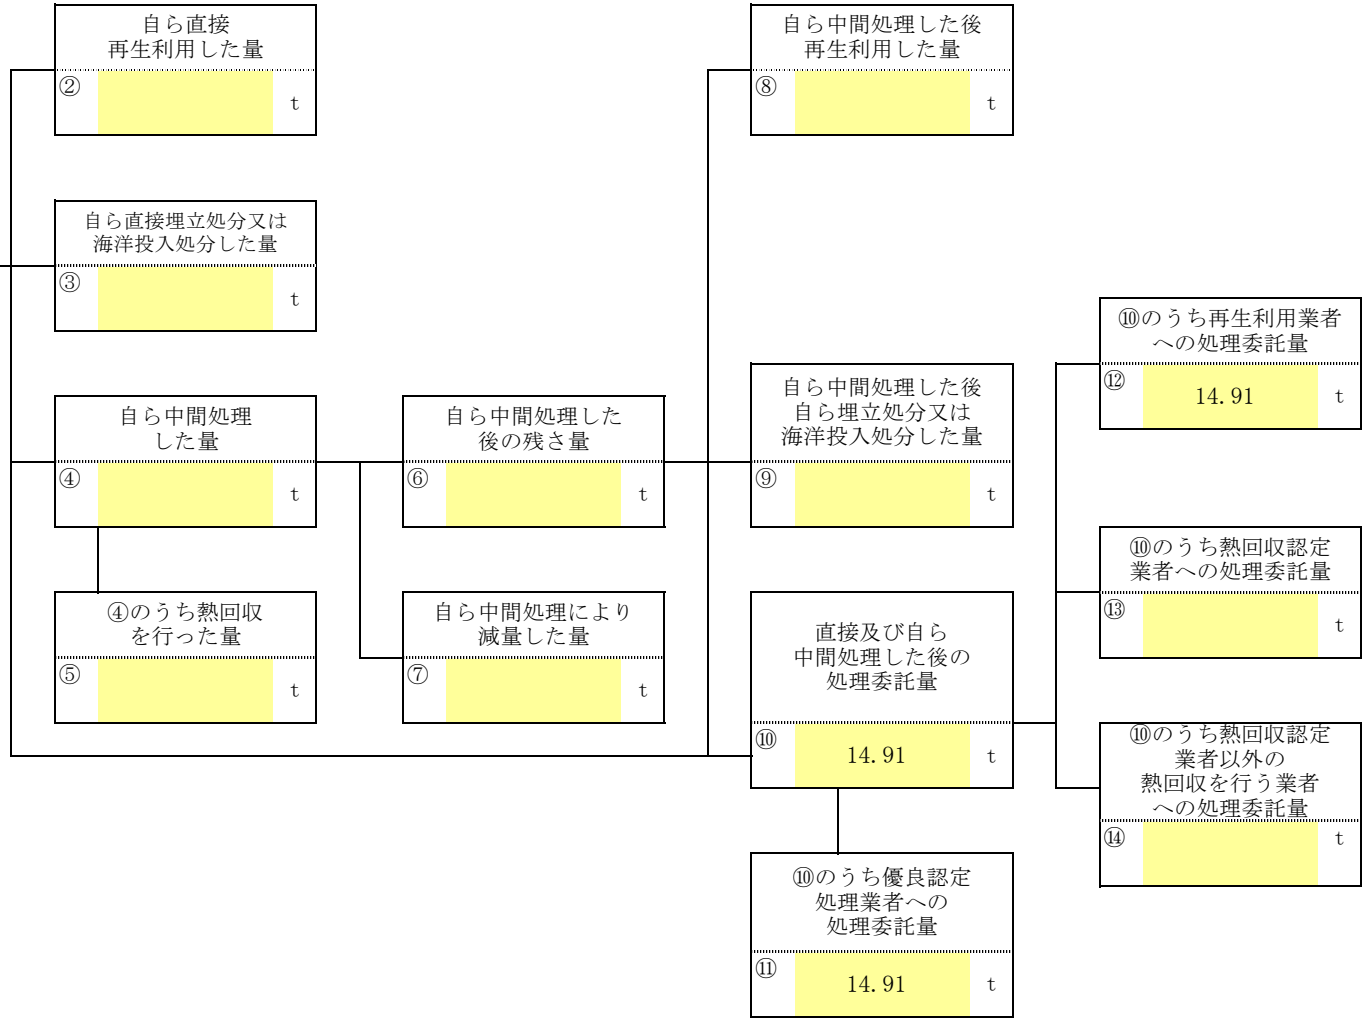 自ら直接
再生利用した量
②
t
自ら中間処理した後
再生利用した量
⑧
t
自ら直接埋立処分又は
海洋投入処分した量
③
t
⑩のうち再生利用業者
への処理委託量
⑫
14.91
t
自ら中間処理
した量
④
t
自ら中間処理した
後の残さ量
⑥
t
自ら中間処理した後
自ら埋立処分又は
海洋投入処分した量
⑨
t
⑩のうち熱回収認定
業者への処理委託量
⑬
t
④のうち熱回収
を行った量
⑤
t
自ら中間処理により
減量した量
⑦
t
直接及び自ら
中間処理した後の
処理委託量
⑩
14.91
t
⑩のうち熱回収認定
業者以外の
熱回収を行う業者
への処理委託量
⑭
t
⑩のうち優良認定
処理業者への
処理委託量
⑪
14.91
t